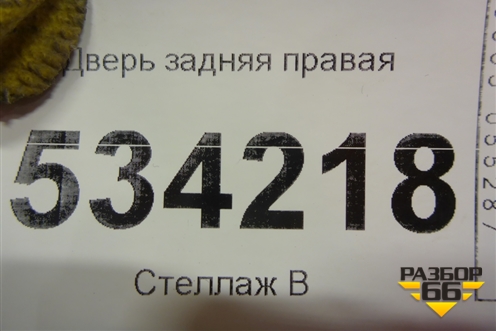 Дверь задняя правая
534218
Стеллаж В
РАЗБОР
66